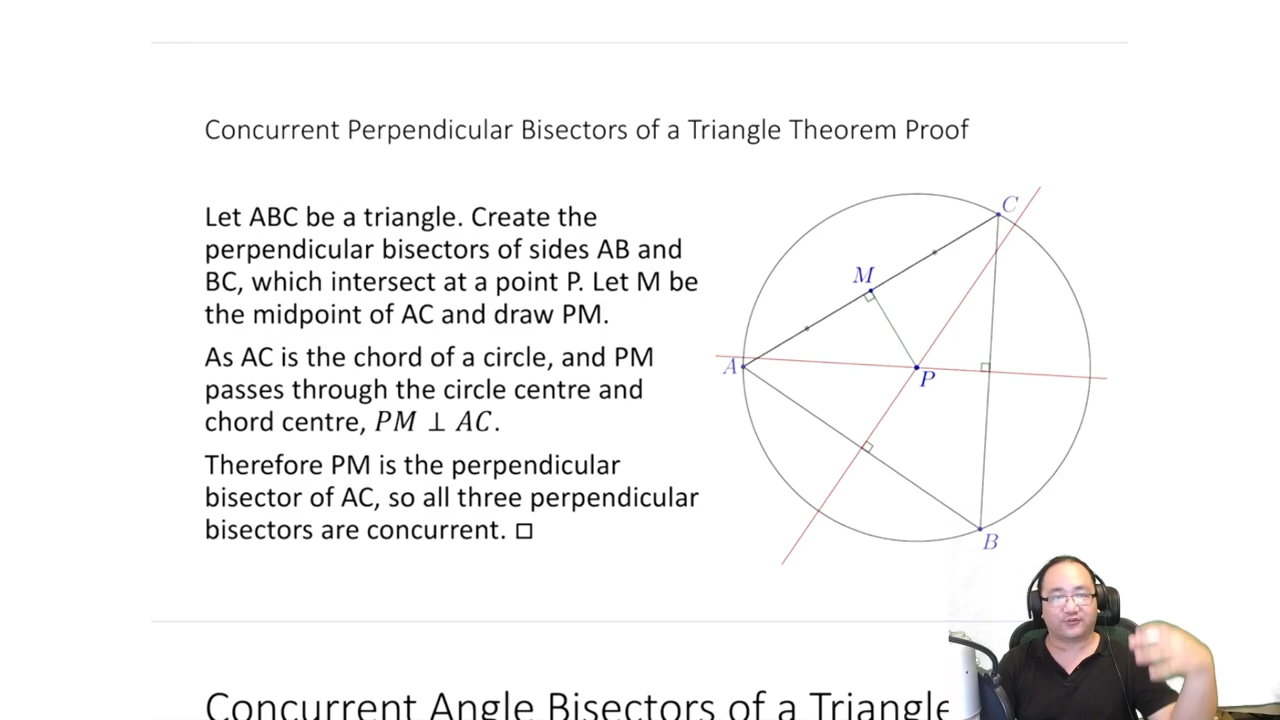 Concurrent Perpendicular Bisectors of a Triangle Theorem Proof
Let ABC be a triangle. Create the
perpendicular bisectors of sides AB and
BC, which intersect at a point P. Let M be
the midpoint of AC and draw PM.
As AC is the chord of a circle, and PM
passes through the circle centre and
chord centre, PM ⊥ AC.
Therefore PM is the perpendicular
bisector of AC, so all three perpendicular
bisectors are concurrent. □
C
M
A
P
B
Concurrent Angle Bisectors of a Triangle